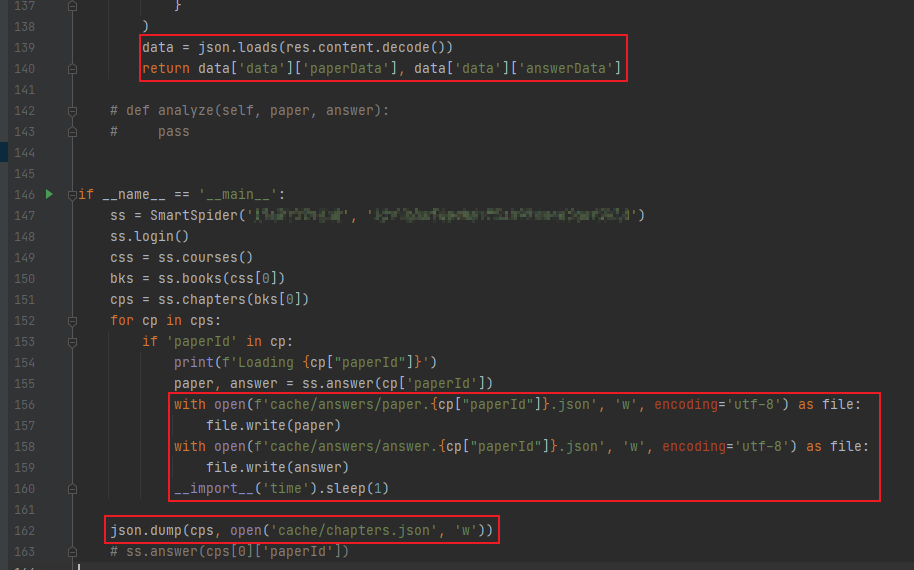 137 }
138 )
139 data = json.loads(res.content.decode())
140 return data['data']['paperData'], data['data']['answerData']
141
142 # def analyze(self, paper, answer):
143 #     pass
144
145
146 if __name__ == '__main__':
147 ss = SmartSpider('', '')
148 ss.login()
149 css = ss.courses()
150 bks = ss.books(css[0])
151 cps = ss.chapters(bks[0])
152 for cp in cps:
153 if 'paperId' in cp:
154 print(f'Loading {cp["paperId"]}')
155 paper, answer = ss.answer(cp['paperId'])
156 with open(f'cache/answers/paper.{cp["paperId"]}.json', 'w', encoding='utf-8') as file:
157 file.write(paper)
158 with open(f'cache/answers/answer.{cp["paperId"]}.json', 'w', encoding='utf-8') as file:
159 file.write(answer)
160 __import__('time').sleep(1)
161
162 json.dump(cps, open('cache/chapters.json', 'w'))
163 # ss.answer(cps[0]['paperId'])